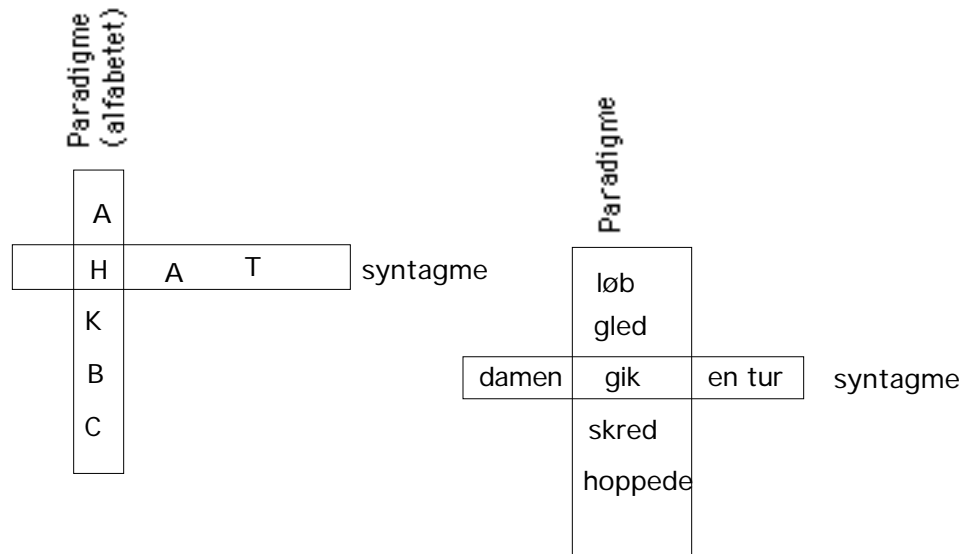 Paradigme
(alfabetet)
A
H A T syntagme
K
B
C
Paradigme
løb
gled
damen gik en tur syntagme
skred
hoppede